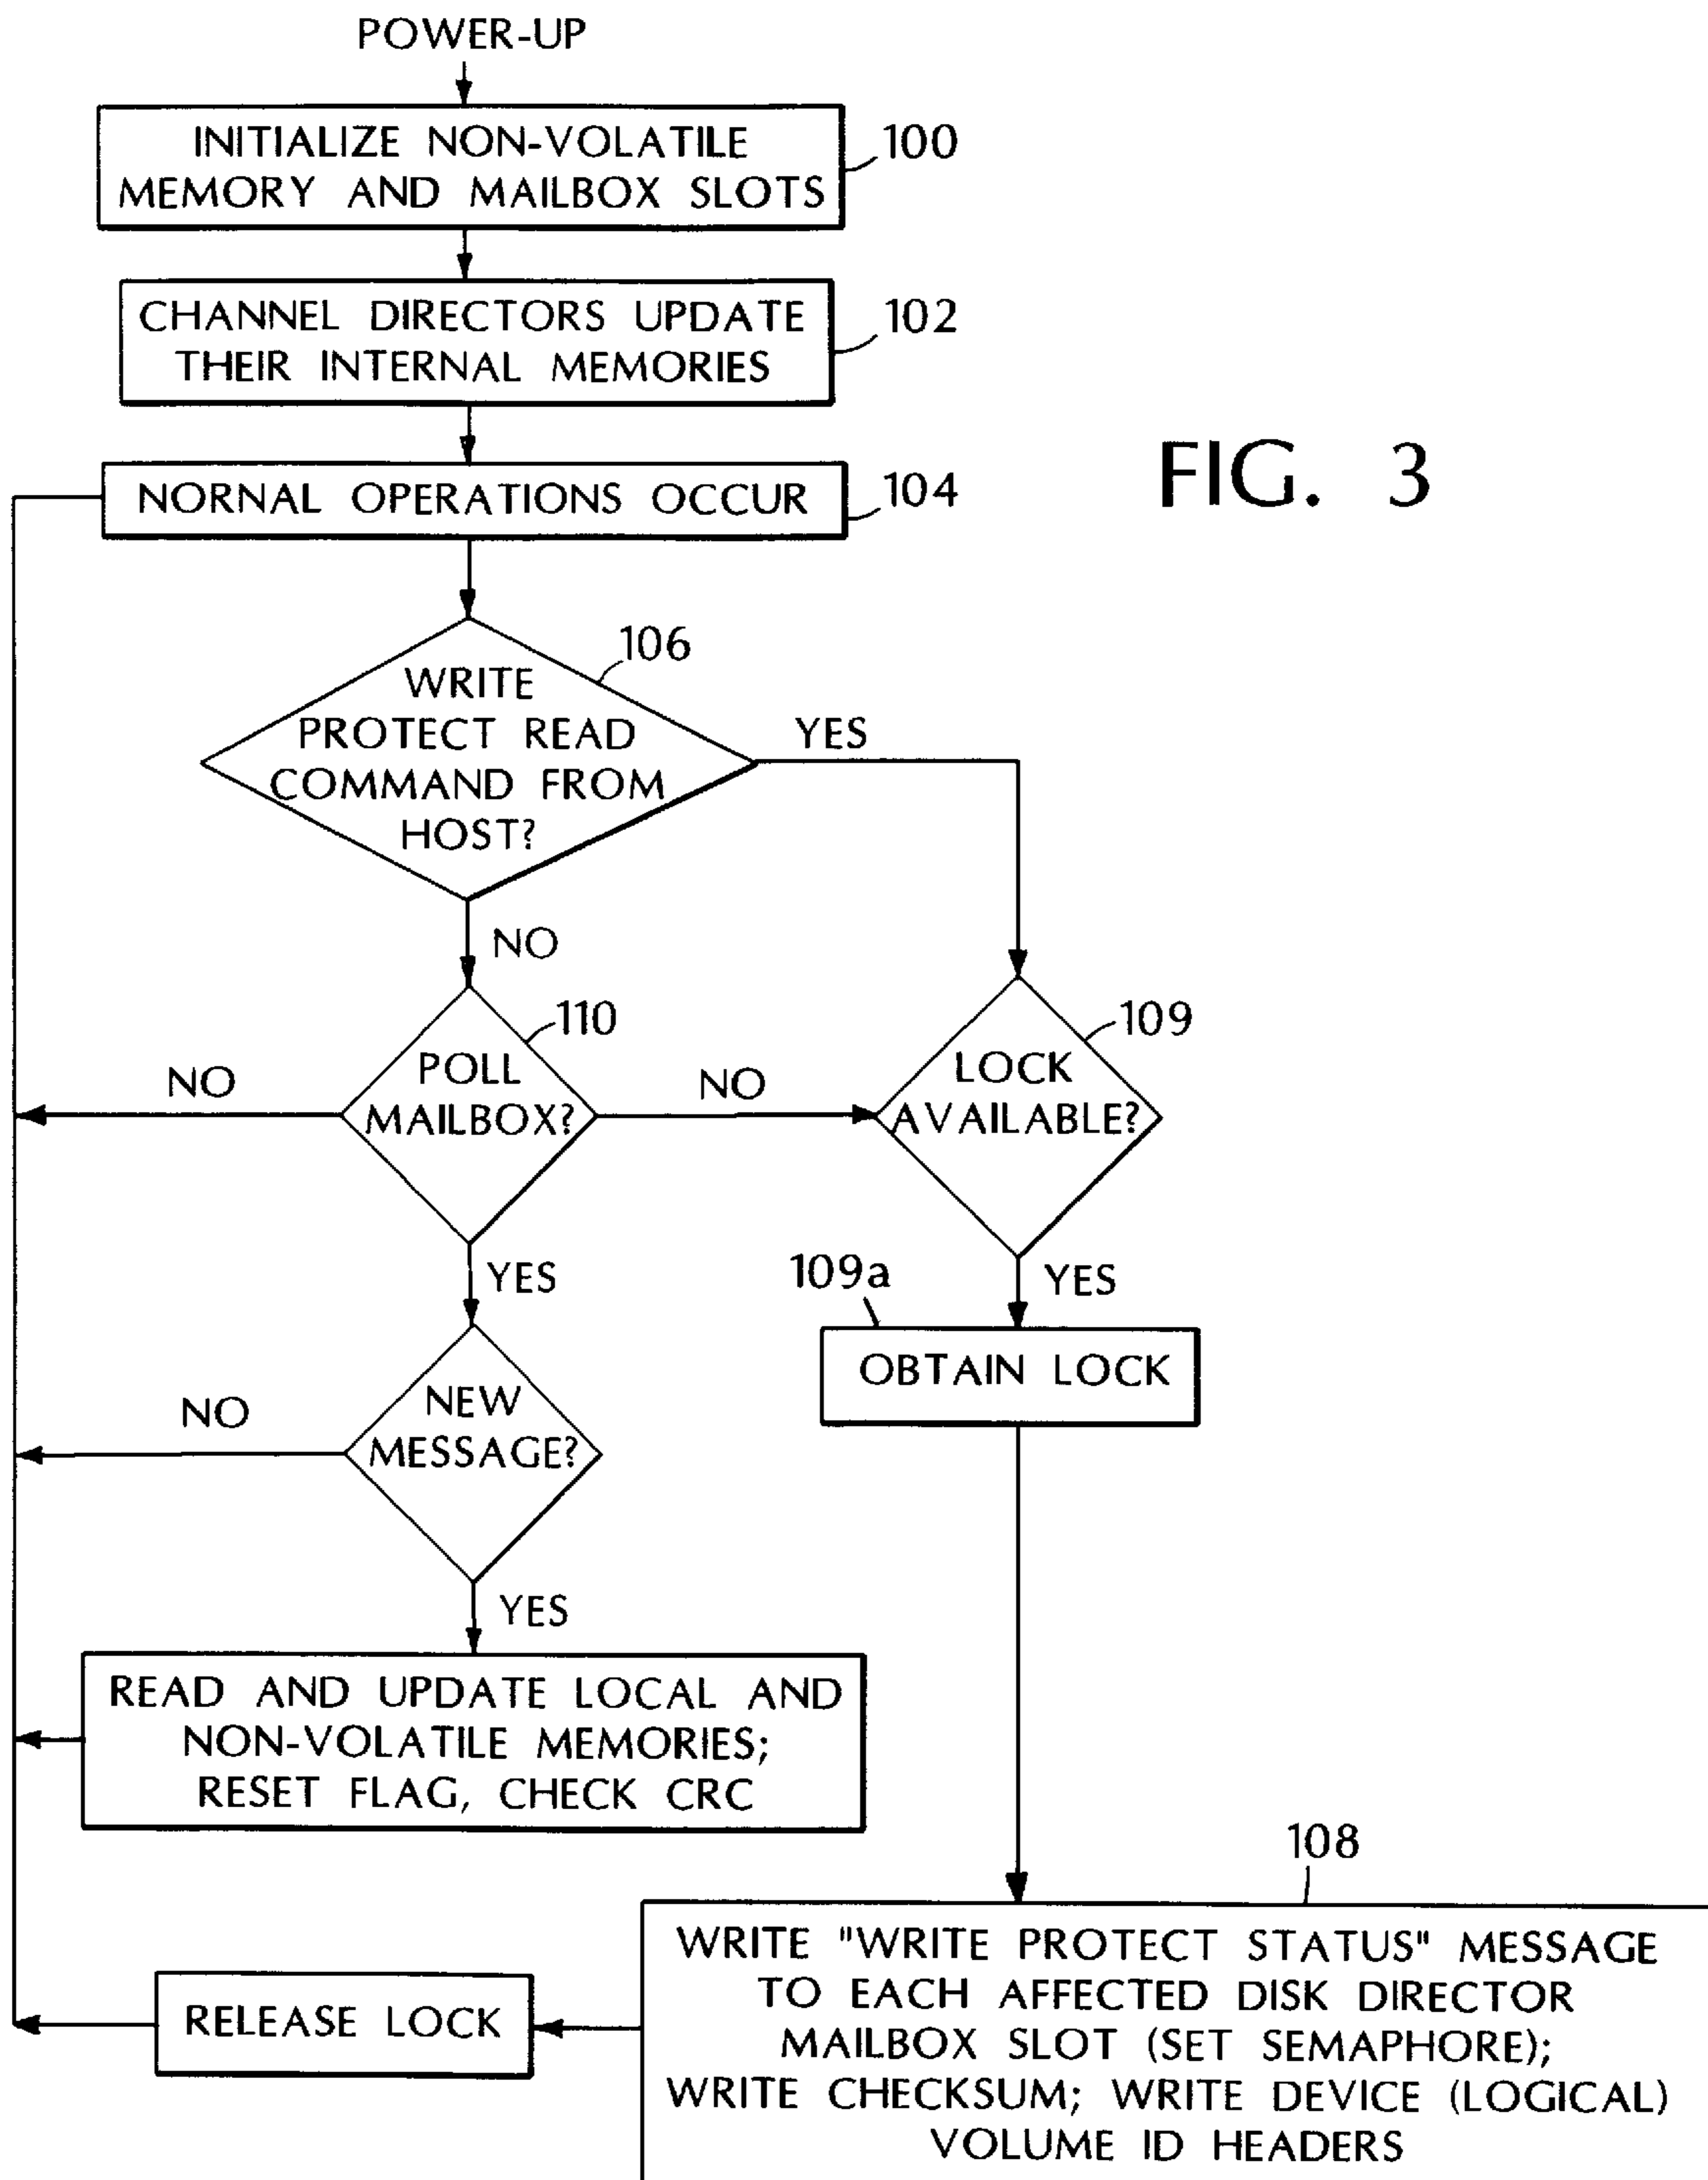 POWER-UP
INITIALIZE NON-VOLATILE
MEMORY AND MAILBOX SLOTS
100
CHANNEL DIRECTORS UPDATE
THEIR INTERNAL MEMORIES
102
NORNAL OPERATIONS OCCUR
104
FIG. 3
106
WRITE
PROTECT READ
COMMAND FROM
HOST?
YES
NO
110
POLL
MAILBOX?
NO
NO
109
LOCK
AVAILABLE?
YES
YES
109a
OBTAIN LOCK
NEW
MESSAGE?
NO
YES
READ AND UPDATE LOCAL AND
NON-VOLATILE MEMORIES;
RESET FLAG, CHECK CRC
108
WRITE "WRITE PROTECT STATUS" MESSAGE
TO EACH AFFECTED DISK DIRECTOR
MAILBOX SLOT (SET SEMAPHORE);
WRITE CHECKSUM; WRITE DEVICE (LOGICAL)
VOLUME ID HEADERS
RELEASE LOCK